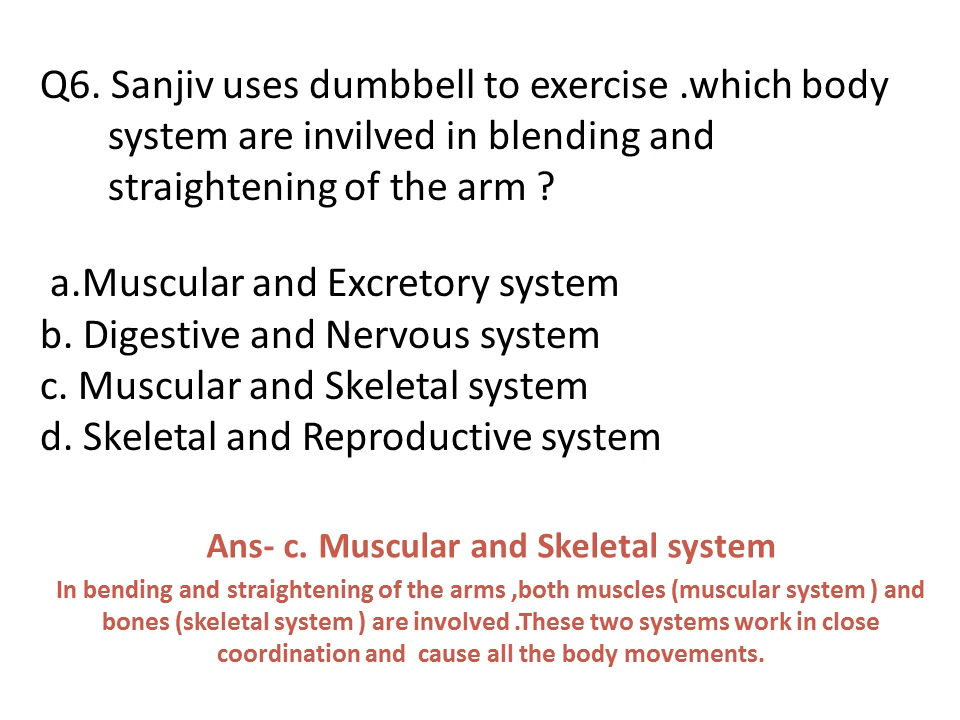 Q6. Sanjiv uses dumbbell to exercise .which body
system are invilved in blending and
straightening of the arm ?
a.Muscular and Excretory system
b. Digestive and Nervous system
c. Muscular and Skeletal system
d. Skeletal and Reproductive system
Ans- c. Muscular and Skeletal system
In bending and straightening of the arms ,both muscles (muscular system ) and
bones (skeletal system ) are involved .These two systems work in close
coordination and  cause all the body movements.